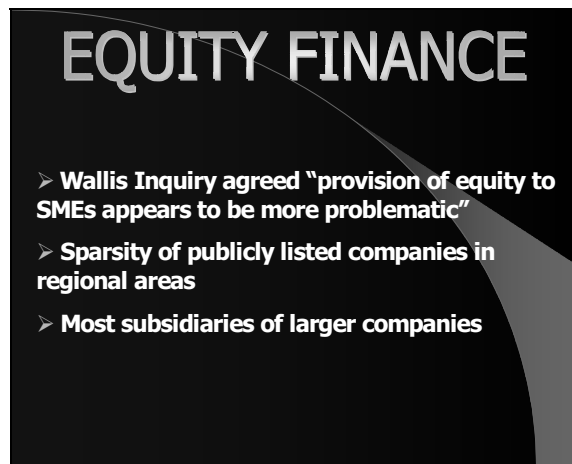 EQUITY FINANCE
➢ Wallis Inquiry agreed “provision of equity to
SMEs appears to be more problematic”
➢ Sparsity of publicly listed companies in
regional areas
➢ Most subsidiaries of larger companies